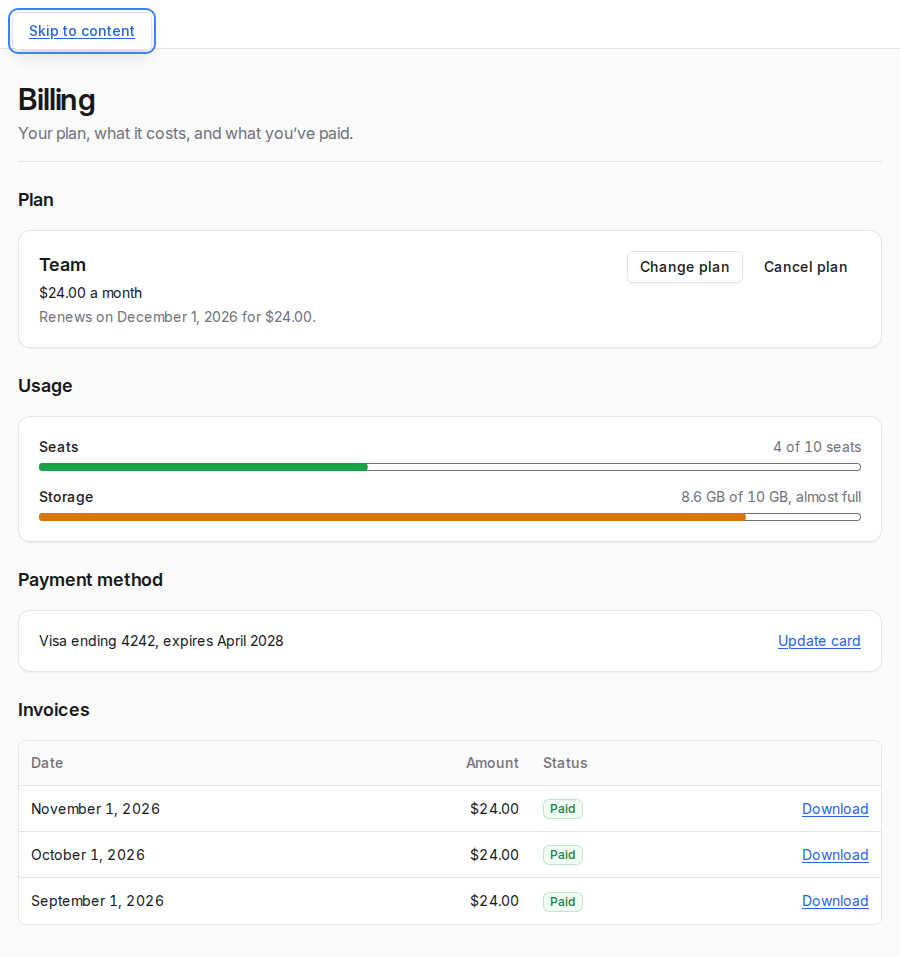 Skip to content
Billing
Your plan, what it costs, and what you’ve paid.
Plan
Team
Change plan
Cancel plan
$24.00 a month
Renews on December 1, 2026 for $24.00.
Usage
Seats
4 of 10 seats
Storage
8.6 GB of 10 GB, almost full
Payment method
Visa ending 4242, expires April 2028
Update card
Invoices
Date Amount Status
November 1, 2026 $24.00 Paid Download
October 1, 2026 $24.00 Paid Download
September 1, 2026 $24.00 Paid Download